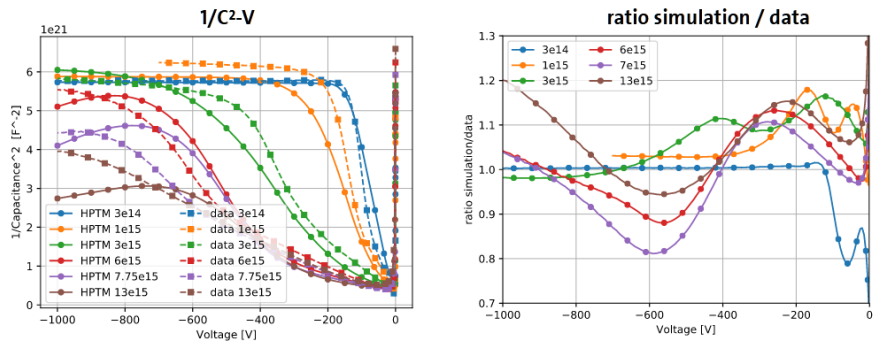 1/C²-V
1e21
6
5
4
3
2
1
0
1/Capacitance^2 [F^-2]
HPTM 3e14
HPTM 1e15
HPTM 3e15
HPTM 6e15
HPTM 7.75e15
HPTM 13e15
data 3e14
data 1e15
data 3e15
data 6e15
data 7.75e15
data 13e15
−1000
−800
−600
−400
−200
0
Voltage [V]
ratio simulation / data
1.3
1.2
1.1
1.0
0.9
0.8
0.7
ratio simulation/data
3e14
1e15
3e15
6e15
7e15
13e15
−1000
−800
−600
−400
−200
0
Voltage [V]